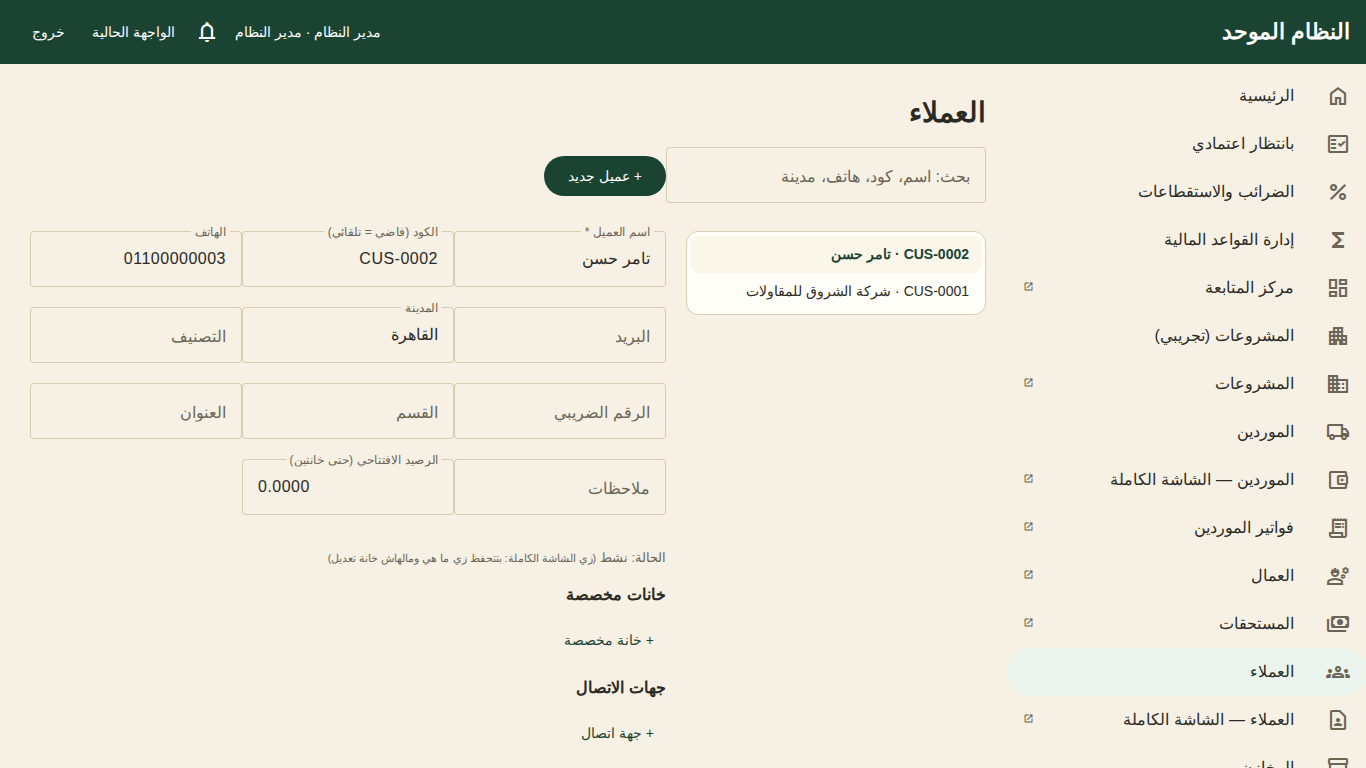 النظام الموحد
مدير النظام · مدير النظام
الواجهة الحالية
خروج
الرئيسية
بانتظار اعتمادي
الضرائب والاستقطاعات
إدارة القواعد المالية
مركز المتابعة
المشروعات (تجريبي)
المشروعات
الموردين
الموردين — الشاشة الكاملة
فواتير الموردين
العمال
المستحقات
العملاء
العملاء — الشاشة الكاملة
العملاء
بحث: اسم، كود، هاتف، مدينة
+ عميل جديد
CUS-0002 · تامر حسن
CUS-0001 · شركة الشروق للمقاولات
اسم العميل *
تامر حسن
الكود (فاضي = تلقائي)
CUS-0002
الهاتف
01100000003
البريد
المدينة
القاهرة
التصنيف
الرقم الضريبي
القسم
العنوان
ملاحظات
الرصيد الافتتاحي (حتى خانتين)
0.0000
الحالة: نشط (زي الشاشة الكاملة: بتتحفظ زي ما هي ومالهاش خانة تعديل)
خانات مخصصة
+ خانة مخصصة
جهات الاتصال
+ جهة اتصال